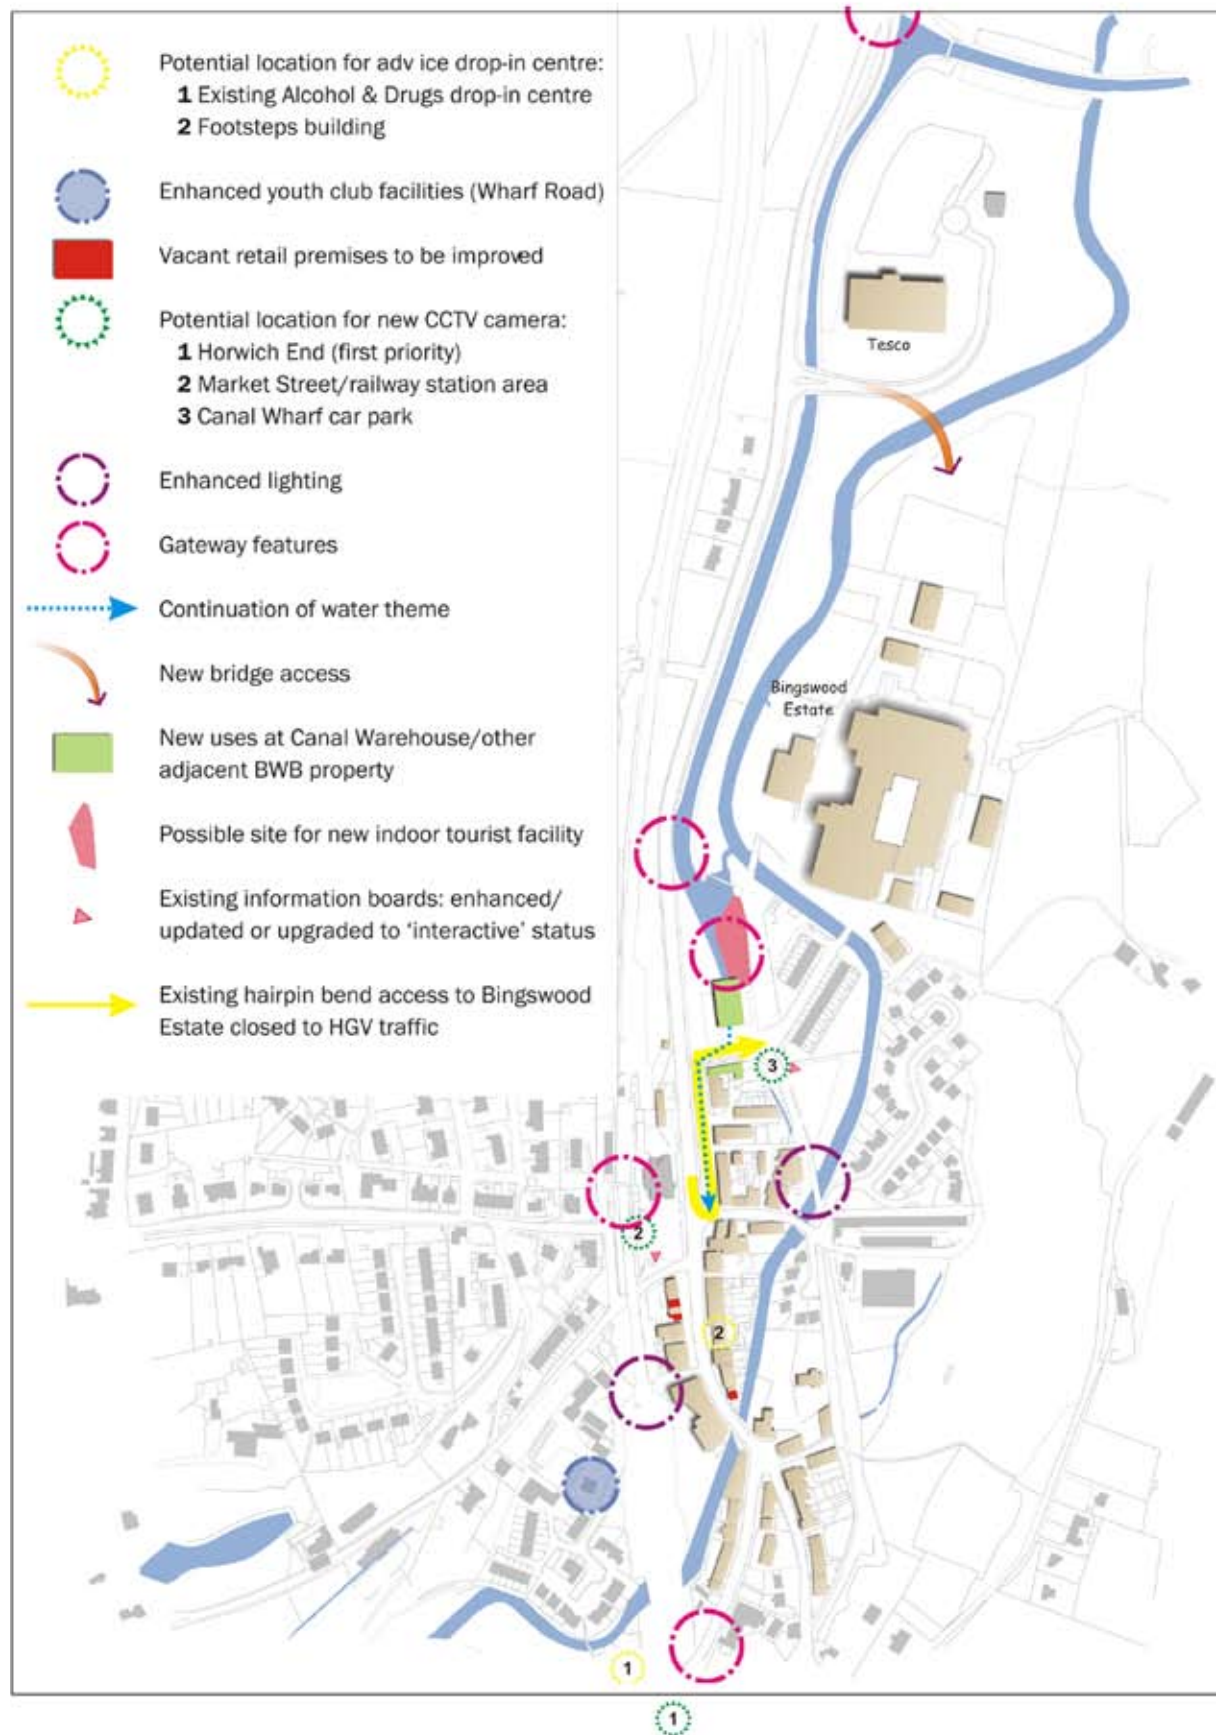 Potential location for adv ice drop-in centre:
1 Existing Alcohol & Drugs drop-in centre
2 Footsteps building
Enhanced youth club facilities (Wharf Road)
Vacant retail premises to be improved
Potential location for new CCTV camera:
1 Horwich End (first priority)
2 Market Street/railway station area
3 Canal Wharf car park
Enhanced lighting
Gateway features
Continuation of water theme
New bridge access
New uses at Canal Warehouse/other
adjacent BWB property
Possible site for new indoor tourist facility
Existing information boards: enhanced/
updated or upgraded to 'interactive' status
Existing hairpin bend access to Bingswood
Estate closed to HGV traffic
Tesco
Bingswood
Estate
3
2
2
1
1